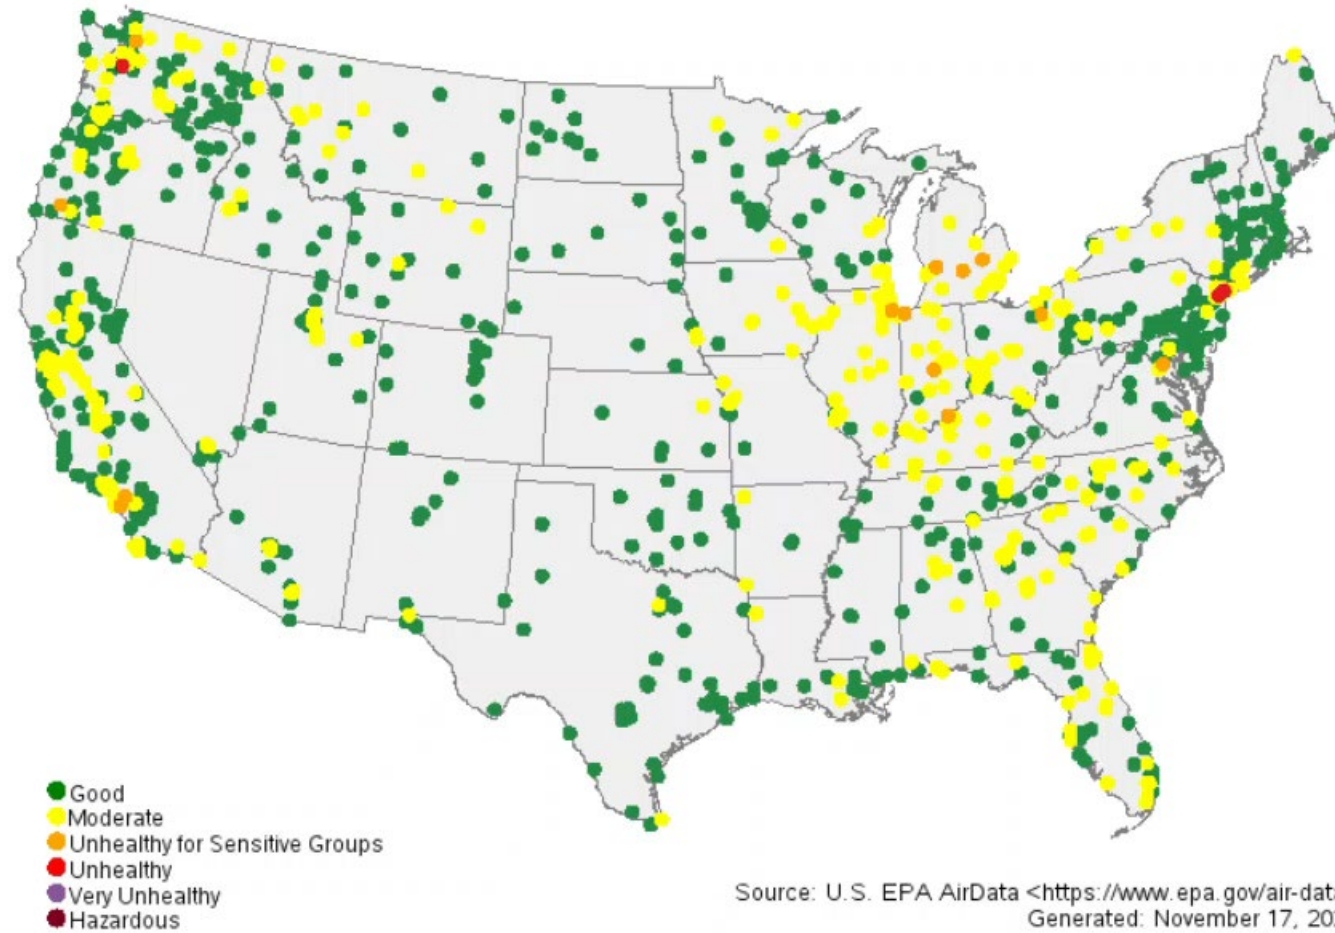 Good
Moderate
Unhealthy for Sensitive Groups
Unhealthy
Very Unhealthy
Hazardous
Source: U.S. EPA AirData <https://www.epa.gov/air-dat
Generated: November 17, 20